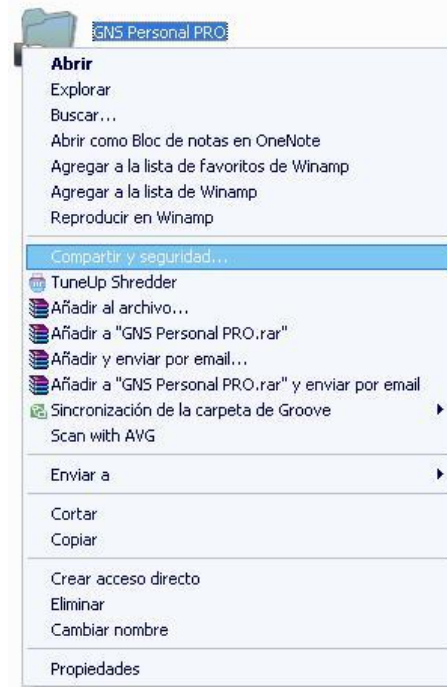 GNS Personal PRO
Abrir
Explorar
Buscar...
Abrir como Bloc de notas en OneNote
Agregar a la lista de favoritos de Winamp
Agregar a la lista de Winamp
Reproducir en Winamp
Compartir y seguridad...
TuneUp Shredder
Añadir al archivo...
Añadir a "GNS Personal PRO.rar"
Añadir y enviar por email...
Añadir a "GNS Personal PRO.rar" y enviar por email
Sincronización de la carpeta de Groove
Scan with AVG
Enviar a
Cortar
Copiar
Crear acceso directo
Eliminar
Cambiar nombre
Propiedades